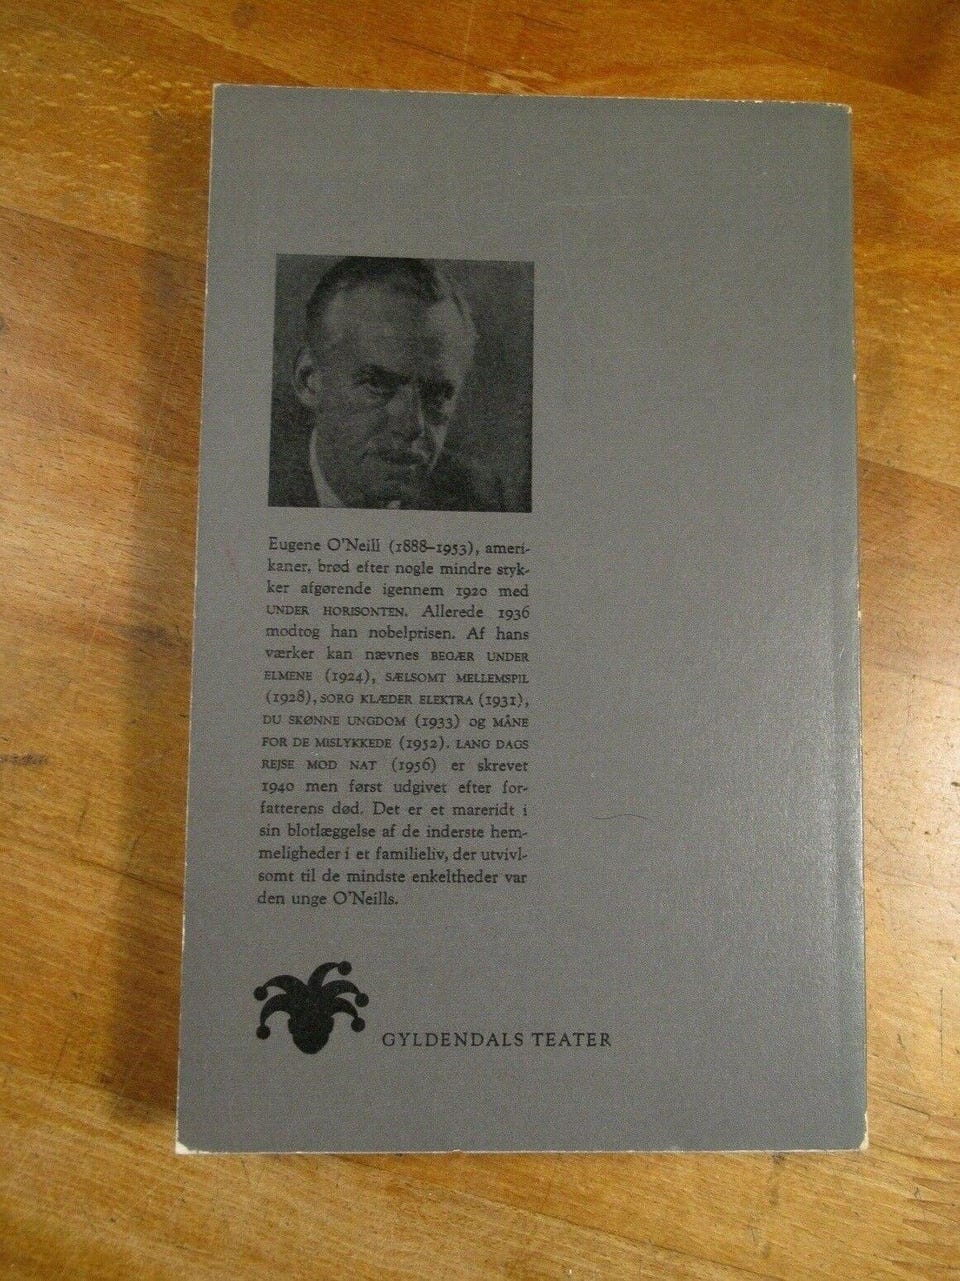 Eugene O'Neill (1888–1953), ameri-
kaner, brød efter nogle mindre styk-
ker afgørende igennem 1920 med
UNDER HORISONTEN. Allerede 1936
modtog han nobelprisen. Af hans
værker kan nævnes BEGÆR UNDER
ELMENE (1924), SÆLSOMT MELLEMSPIL
(1928), SORG KLÆDER ELEKTRA (1931),
DU SKØNNE UNGDOM (1933) og MÅNE
FOR DE MISLYKKEDE (1952). LANG DAGS
REJSE MOD NAT (1956) er skrevet
1940 men først udgivet efter for-
fatterens død. Det er et mareridt i
sin blotlæggelse af de inderste hem-
meligheder i et familieliv, der utvivl-
somt til de mindste enkeltheder var
den unge O'Neills.
GYLDENDALS TEATER